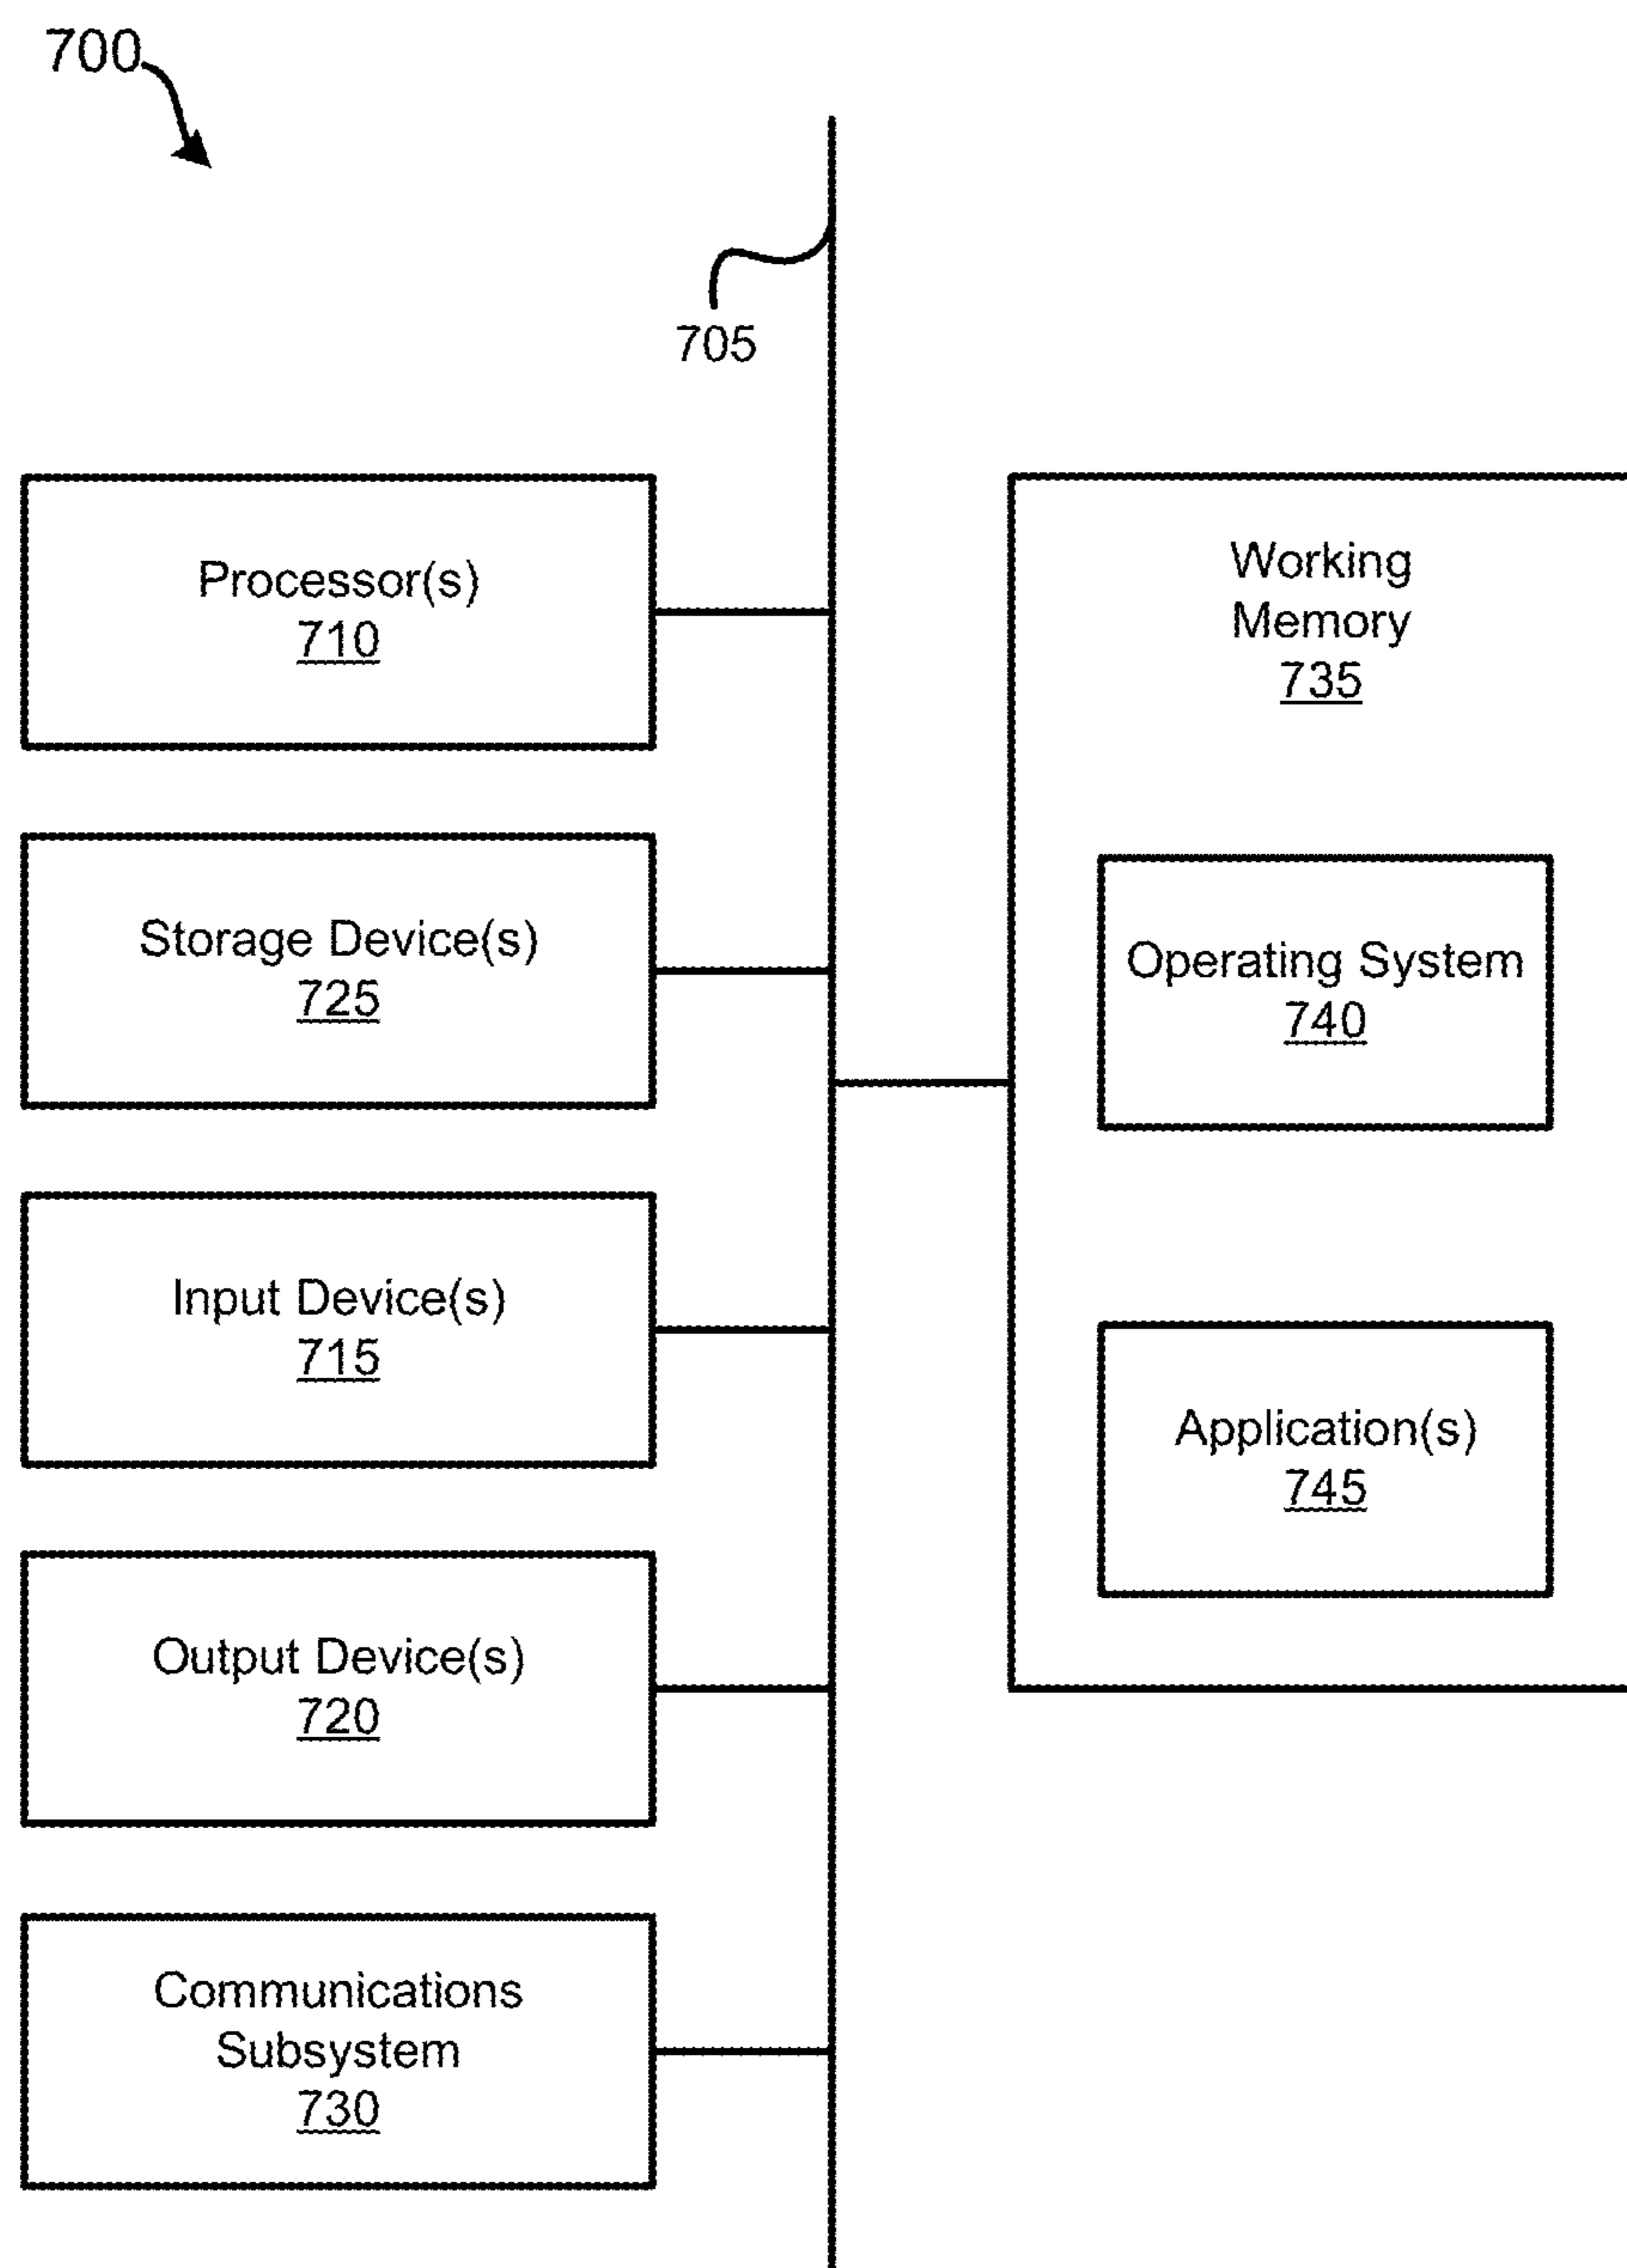 700
705
Processor(s)
710
Storage Device(s)
725
Input Device(s)
715
Output Device(s)
720
Communications
Subsystem
730
Working
Memory
735
Operating System
740
Application(s)
745